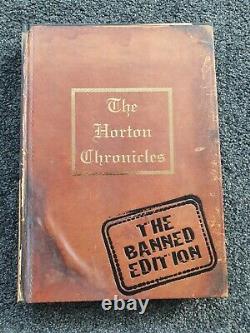 The
Horton
Chronicles
THE
BANNED
EDITION